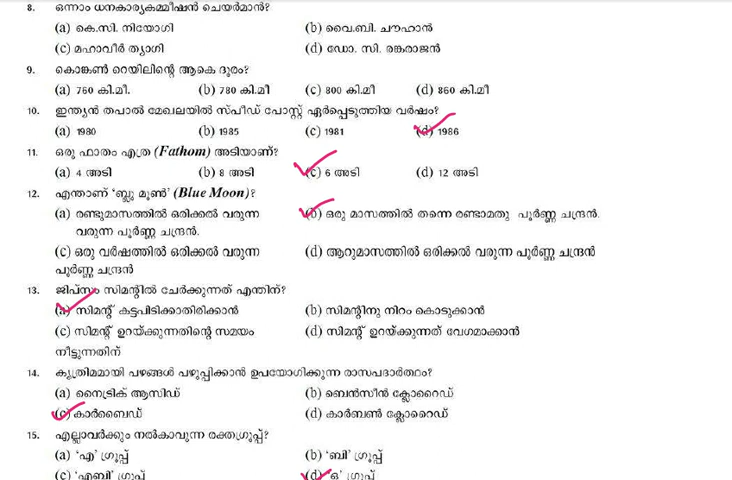 8. ഒന്നാം ധനകാര്യകമ്മീഷൻ ചെയർമാൻ?
(a) കെ.സി. നിയോഗി (b) വൈ.ബി. ചൗഹാൻ
(c) മഹാവീർ ത്യാഗി (d) ഡോ. സി. രങ്കരാജൻ
9. കൊങ്കൺ റെയിലിന്റെ ആകെ ദൂരം?
(a) 760 കി.മീ. (b) 780 കി.മീ (c) 800 കി.മീ (d) 860 കി.മീ
10. ഇന്ത്യൻ തപാൽ മേഖലയിൽ സ്പീഡ് പോസ്റ്റ് ഏർപ്പെടുത്തിയ വർഷം?
(a) 1980 (b) 1985 (c) 1981 (d) 1986
11. ഒരു ഫാതം എത്ര (Fathom) അടിയാണ്?
(a) 4 അടി (b) 8 അടി (c) 6 അടി (d) 12 അടി
12. എന്താണ് 'ബ്ലൂ മൂൺ' (Blue Moon)?
(a) രണ്ടുമാസത്തിൽ ഒരിക്കൽ വരുന്ന (b) ഒരു മാസത്തിൽ തന്നെ രണ്ടാമതു പൂർണ്ണ ചന്ദ്രൻ.
വരുന്ന പൂർണ്ണ ചന്ദ്രൻ.
(c) ഒരു വർഷത്തിൽ ഒരിക്കൽ വരുന്ന (d) ആറുമാസത്തിൽ ഒരിക്കൽ വരുന്ന പൂർണ്ണ ചന്ദ്രൻ
പൂർണ്ണ ചന്ദ്രൻ
13. ജിപ്സം സിമന്റിൽ ചേർക്കുന്നത് എന്തിന്?
(a) സിമന്റ് കട്ടപിടിക്കാതിരിക്കാൻ (b) സിമന്റിനു നിറം കൊടുക്കാൻ
(c) സിമന്റ് ഉറയ്ക്കുന്നതിന്റെ സമയം (d) സിമന്റ് ഉറയ്ക്കുന്നത് വേഗമാക്കാൻ
നീട്ടുന്നതിന്
14. കൃത്രിമമായി പഴങ്ങൾ പഴുപ്പിക്കാൻ ഉപയോഗിക്കുന്ന രാസപദാർത്ഥം?
(a) നൈട്രിക് ആസിഡ് (b) ബെൻസീൻ ക്ലോറൈഡ്
(c) കാർബൈഡ് (d) കാർബൺ ക്ലോറൈഡ്
15. എല്ലാവർക്കും നൽകാവുന്ന രക്തഗ്രൂപ്പ്?
(a) 'എ' ഗ്രൂപ്പ് (b) 'ബി' ഗ്രൂപ്പ്
(c) 'എബി' ഗ്രൂപ്പ് (d) 'ഒ' ഗ്രൂപ്പ്